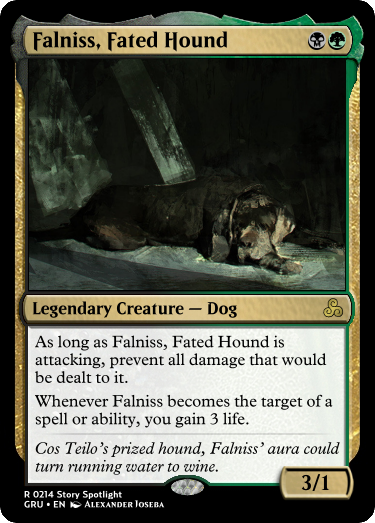 Falniss, Fated Hound
Legendary Creature — Dog
As long as Falniss, Fated Hound is
attacking, prevent all damage that would
be dealt to it.
Whenever Falniss becomes the target of a
spell or ability, you gain 3 life.
Cos Teilo's prized hound, Falniss' aura could
turn running water to wine.
3/1
R 0214 Story Spotlight
GRU • EN Alexander Ioseba